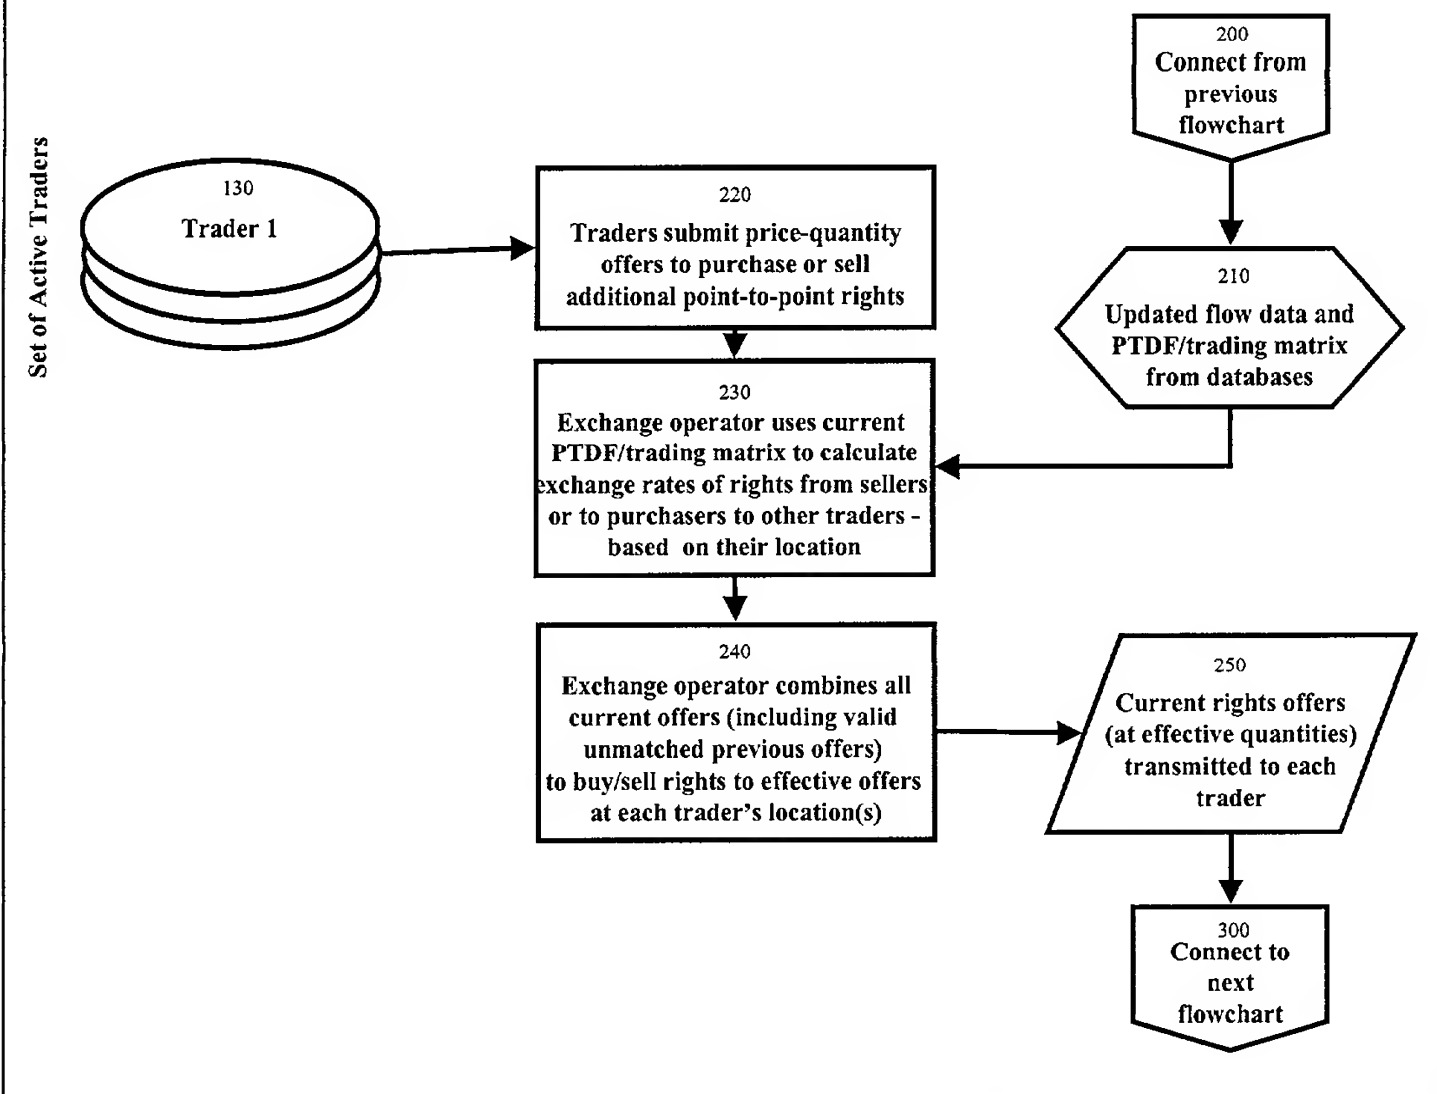 Set of Active Traders
130
Trader 1
220
Traders submit price-quantity
offers to purchase or sell
additional point-to-point rights
200
Connect from
previous
flowchart
210
Updated flow data and
PTDF/trading matrix
from databases
230
Exchange operator uses current
PTDF/trading matrix to calculate
exchange rates of rights from sellers
or to purchasers to other traders -
based on their location
240
Exchange operator combines all
current offers (including valid
unmatched previous offers)
to buy/sell rights to effective offers
at each trader's location(s)
250
Current rights offers
(at effective quantities)
transmitted to each
trader
300
Connect to
next
flowchart